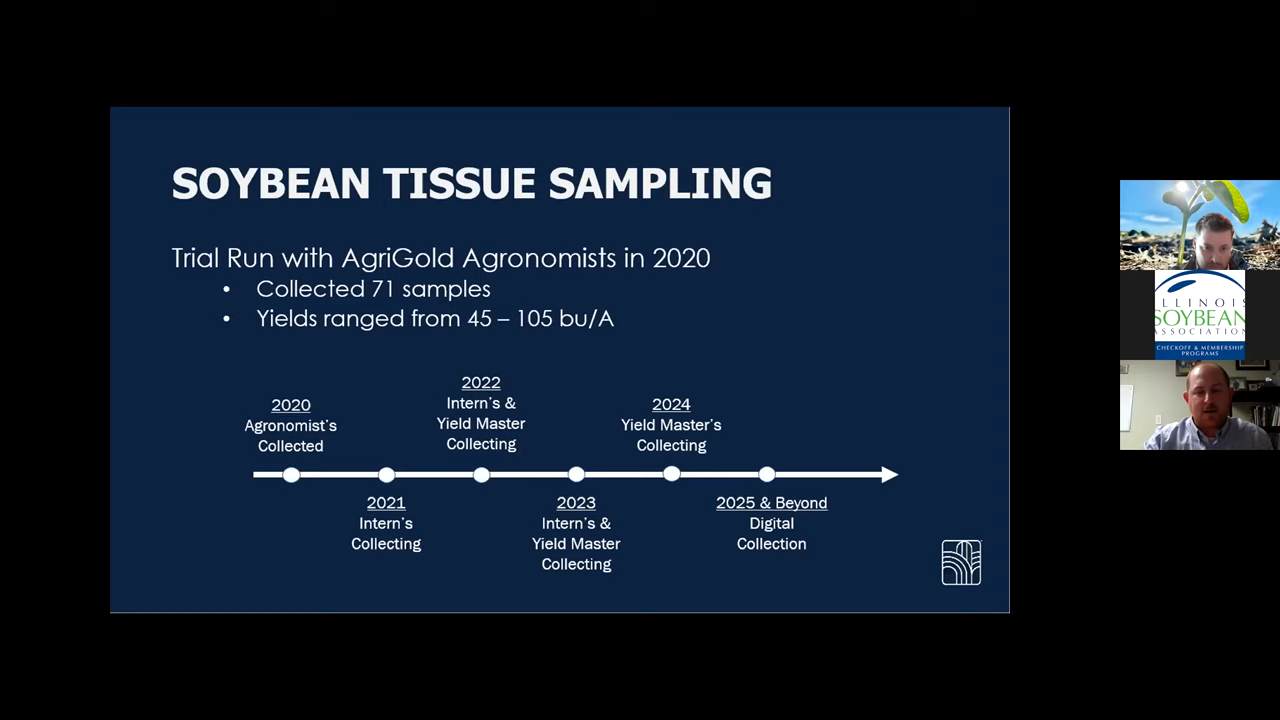 SOYBEAN TISSUE SAMPLING
Trial Run with AgriGold Agronomists in 2020
• Collected 71 samples
• Yields ranged from 45 – 105 bu/A
2020
Agronomist's
Collected
2021
Intern's
Collecting
2022
Intern's &
Yield Master
Collecting
2023
Intern's &
Yield Master
Collecting
2024
Yield Master's
Collecting
2025 & Beyond
Digital
Collection
ILLINOIS
SOYBEAN
ASSOCIATION
CHECKOFF & MEMBERSHIP
PROGRAMS